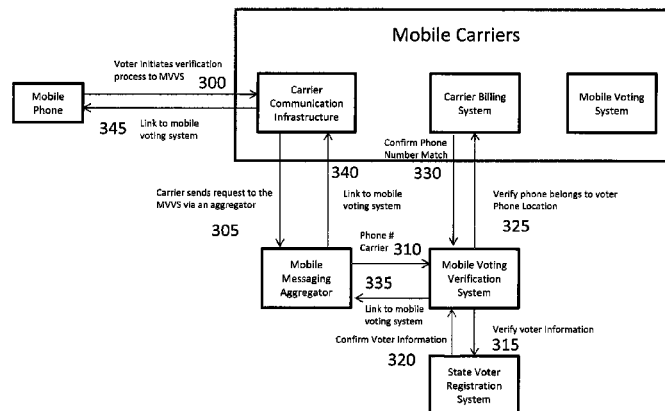 Mobile Carriers
Voter Initiates verification
process to MVVS
300
Mobile
Phone
345
Link to mobile
voting system
Carrier
Communication
Infrastructure
Carrier Billing
System
Mobile Voting
System
Confirm Phone
Number Match
330
340
Carrier sends request to the
MVVS via an aggregator
305
Link to mobile
voting system
Verify phone belongs to voter
Phone Location
325
Phone #
Carrier
310
Mobile
Messaging
Aggregator
335
Link to mobile
voting system
Mobile Voting
Verification
System
Confirm Voter Information
320
Verify voter Information
315
State Voter
Registration
System